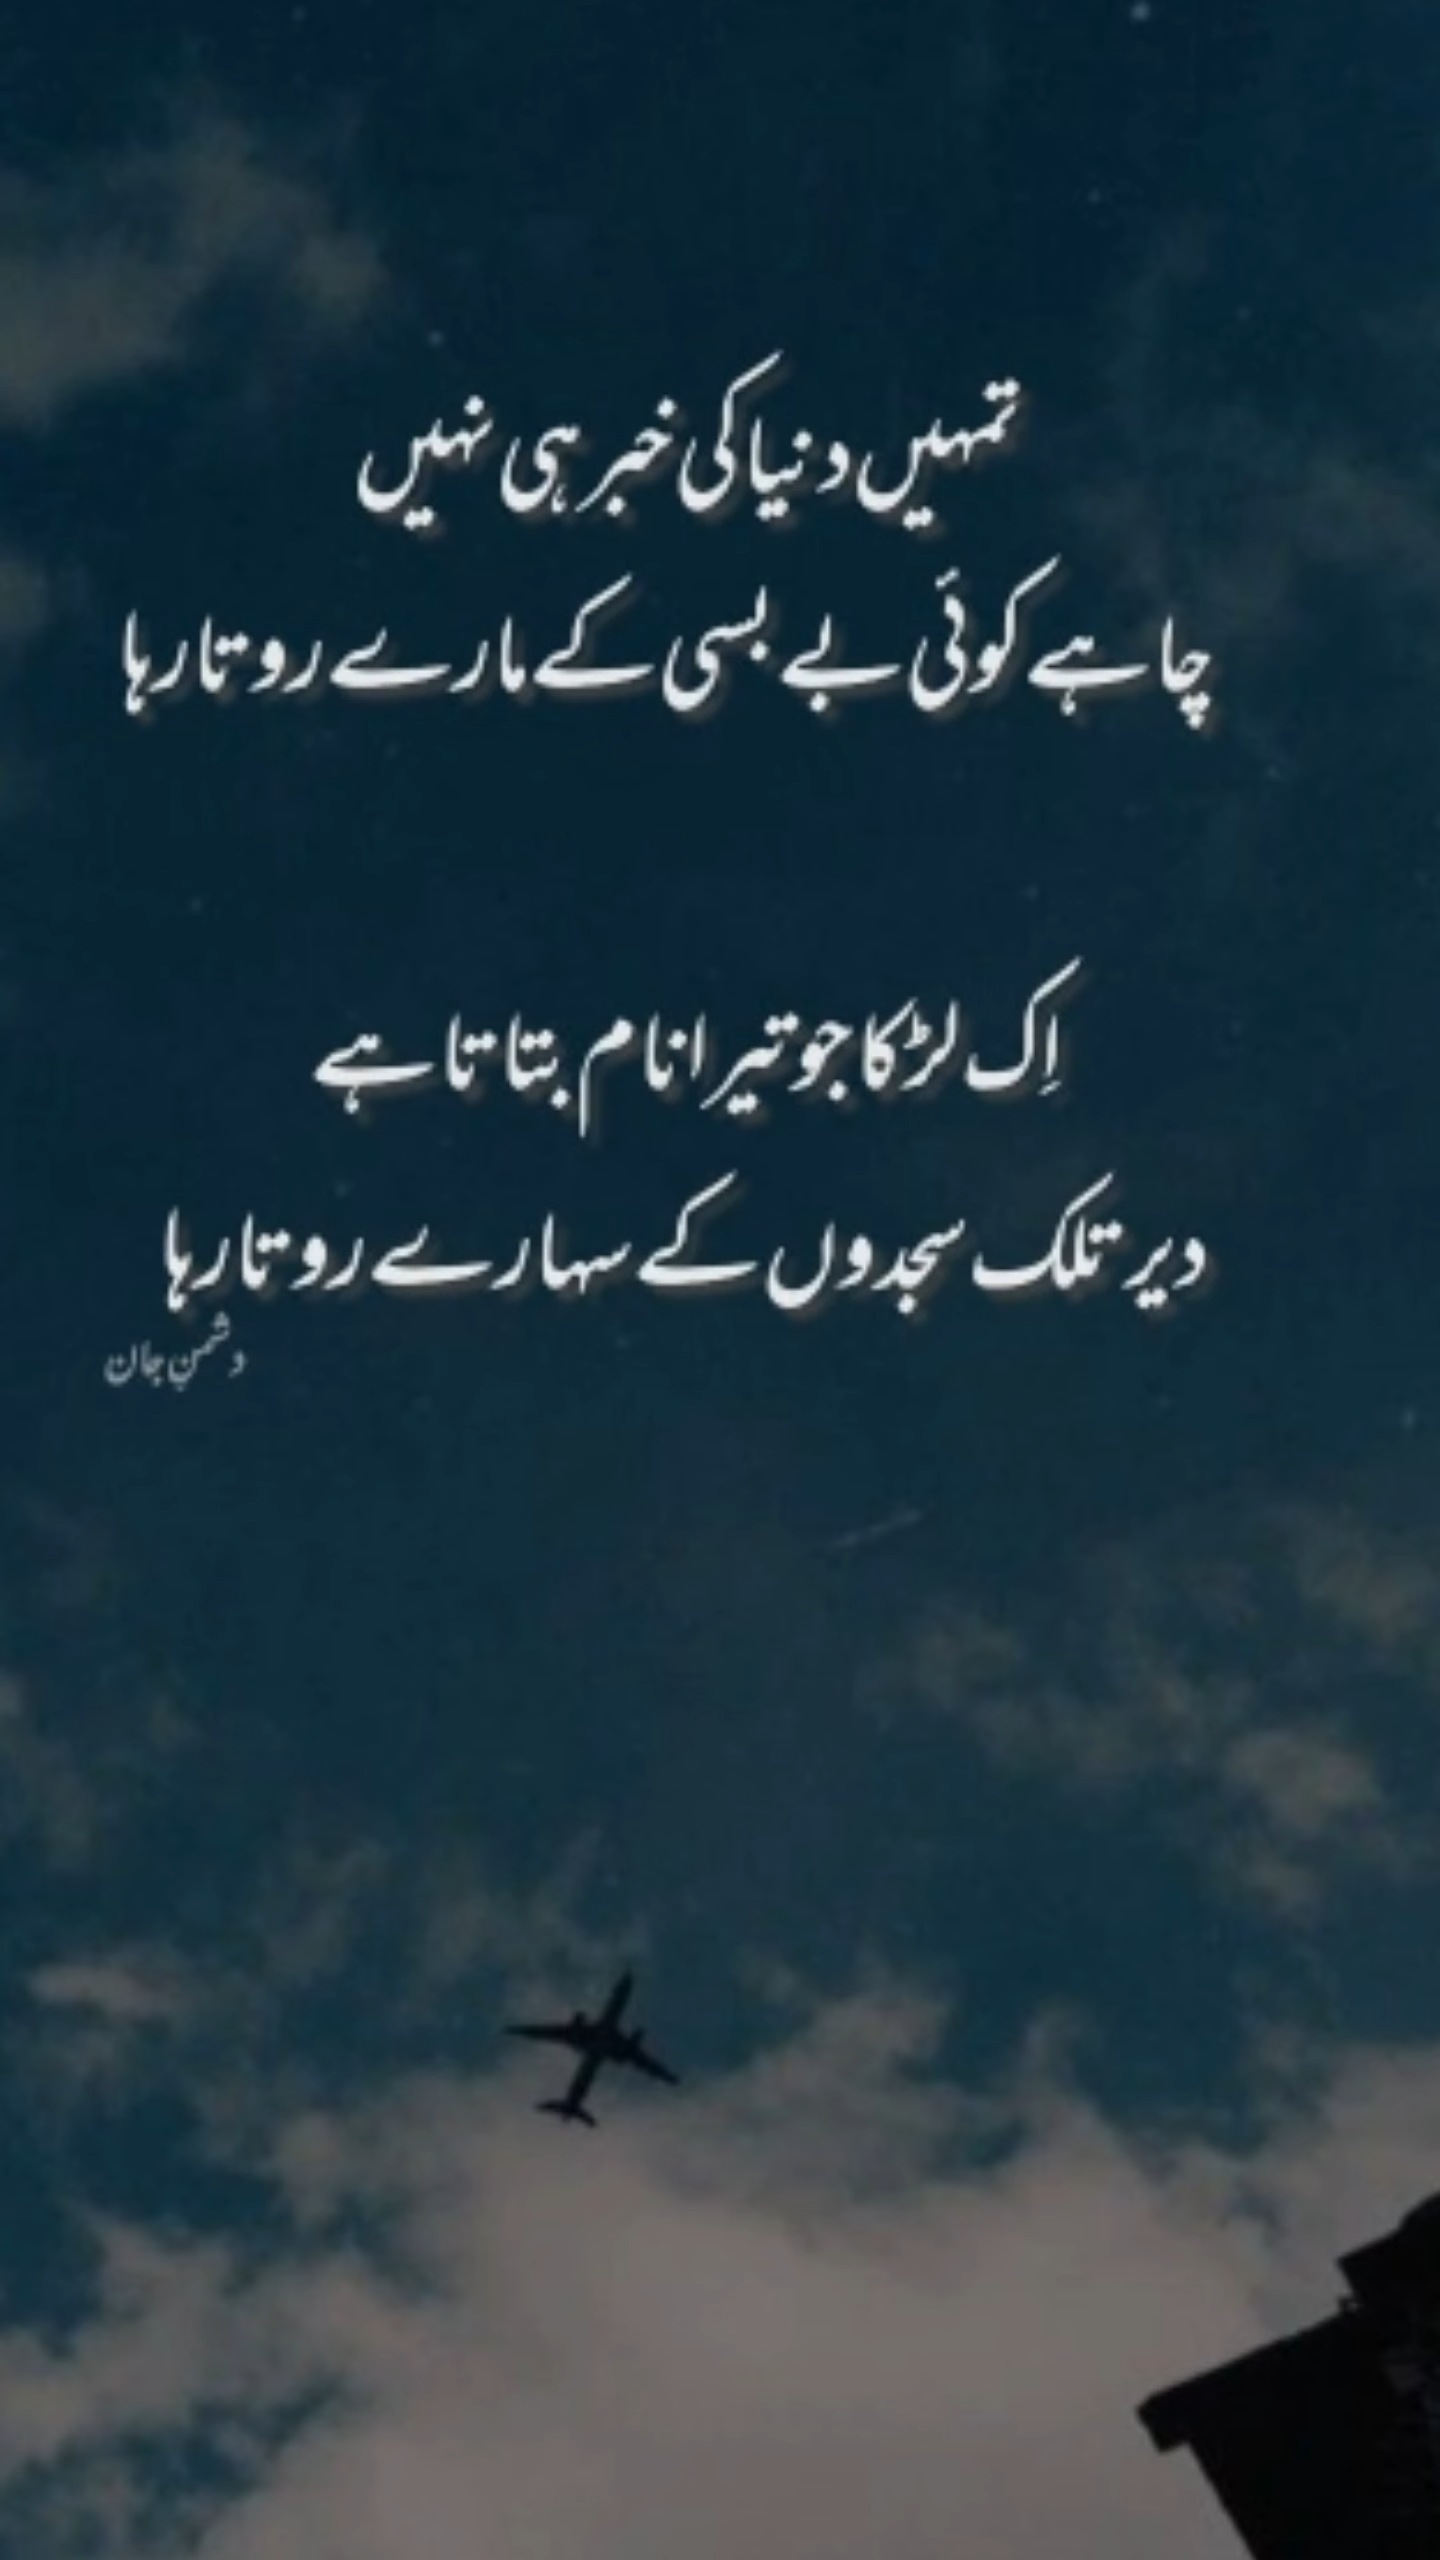 تمہیں دنیا کی خبر ہی نہیں
چاہے کوئی بے بسی کے مارے روتا رہا
اِک لڑکا جو تیرا نام بتاتا ہے
دیر تلک سجدوں کے سہارے روتا رہا
دشمنِ جان